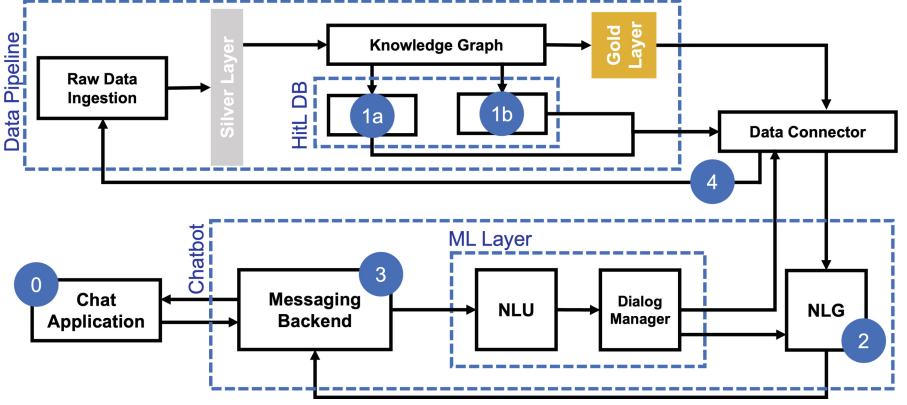 Data Pipeline
Raw Data
Ingestion
Silver Layer
Knowledge Graph
Gold
Layer
HitL DB
1a
1b
Data Connector
4
Chatbot
ML Layer
0
Chat
Application
3
Messaging
Backend
NLU
Dialog
Manager
NLG
2